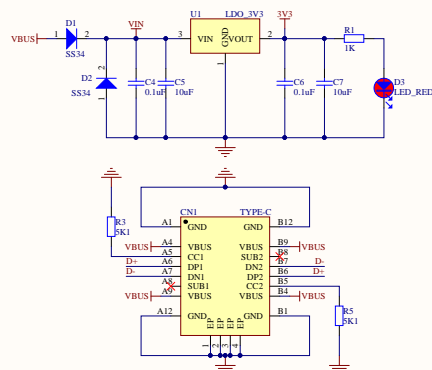 D1
VBUS 1 2 SS34
VIN
U1 LDO_3V3
3 VIN GND VOUT 2
1
3V3
R1
1K
D2
SS34
2
1
C4
0.1uF
C5
10uF
C6
0.1uF
C7
10uF
D3
LED_RED
R3
5K1
CN1 TYPE-C
A1 GND GND B12
VBUS A4 VBUS VBUS B9 VBUS
A5 CC1 SUB2 B8
D+ A6 DP1 DN2 B7 D-
D- A7 DN1 DP2 B6 D+
A8 SUB1 CC2 B5
VBUS A9 VBUS VBUS B4 VBUS
A12 GND GND B1
EP EP EP EP
1 2 3 4
R5
5K1